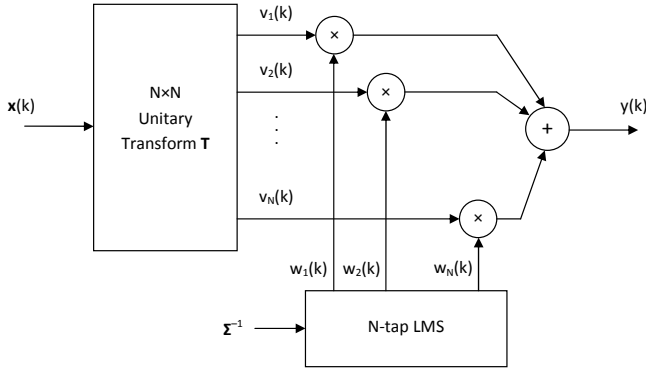 v₁(k)
×
v₂(k)
×
x(k)
N×N
Unitary
Transform T
.
.
.
+
y(k)
vN(k)
×
w₁(k) w₂(k) wN(k)
Σ⁻¹
N-tap LMS